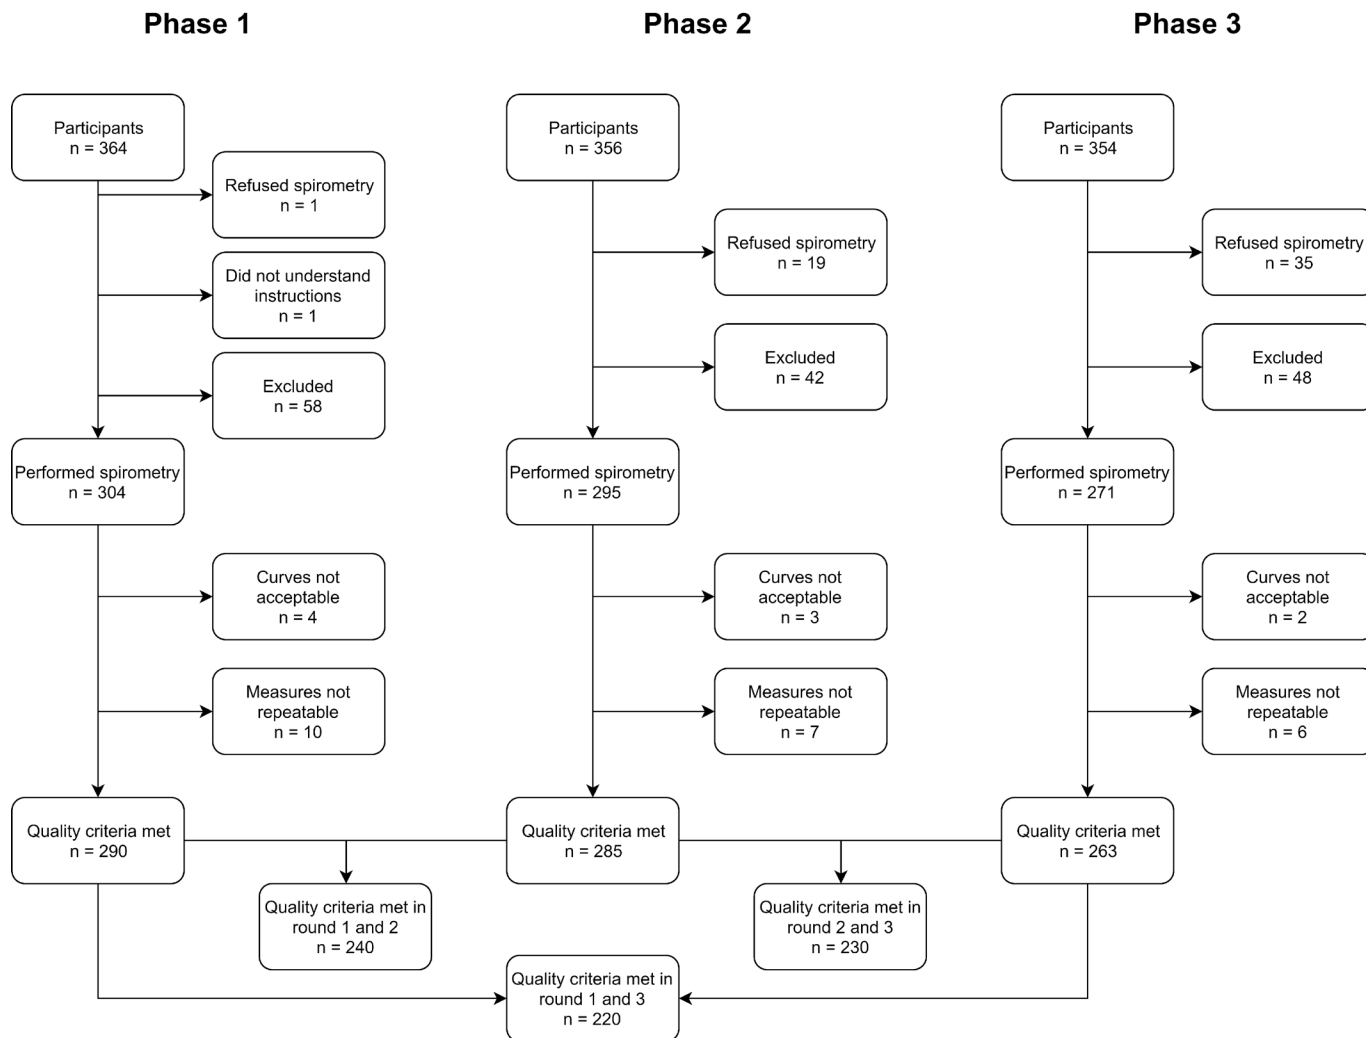 Phase 1
Phase 2
Phase 3
Participants
n = 364
Refused spirometry
n = 1
Did not understand
instructions
n = 1
Excluded
n = 58
Performed spirometry
n = 304
Curves not
acceptable
n = 4
Measures not
repeatable
n = 10
Quality criteria met
n = 290
Participants
n = 356
Refused spirometry
n = 19
Excluded
n = 42
Performed spirometry
n = 295
Curves not
acceptable
n = 3
Measures not
repeatable
n = 7
Quality criteria met
n = 285
Participants
n = 354
Refused spirometry
n = 35
Excluded
n = 48
Performed spirometry
n = 271
Curves not
acceptable
n = 2
Measures not
repeatable
n = 6
Quality criteria met
n = 263
Quality criteria met in
round 1 and 2
n = 240
Quality criteria met in
round 2 and 3
n = 230
Quality criteria met in
round 1 and 3
n = 220